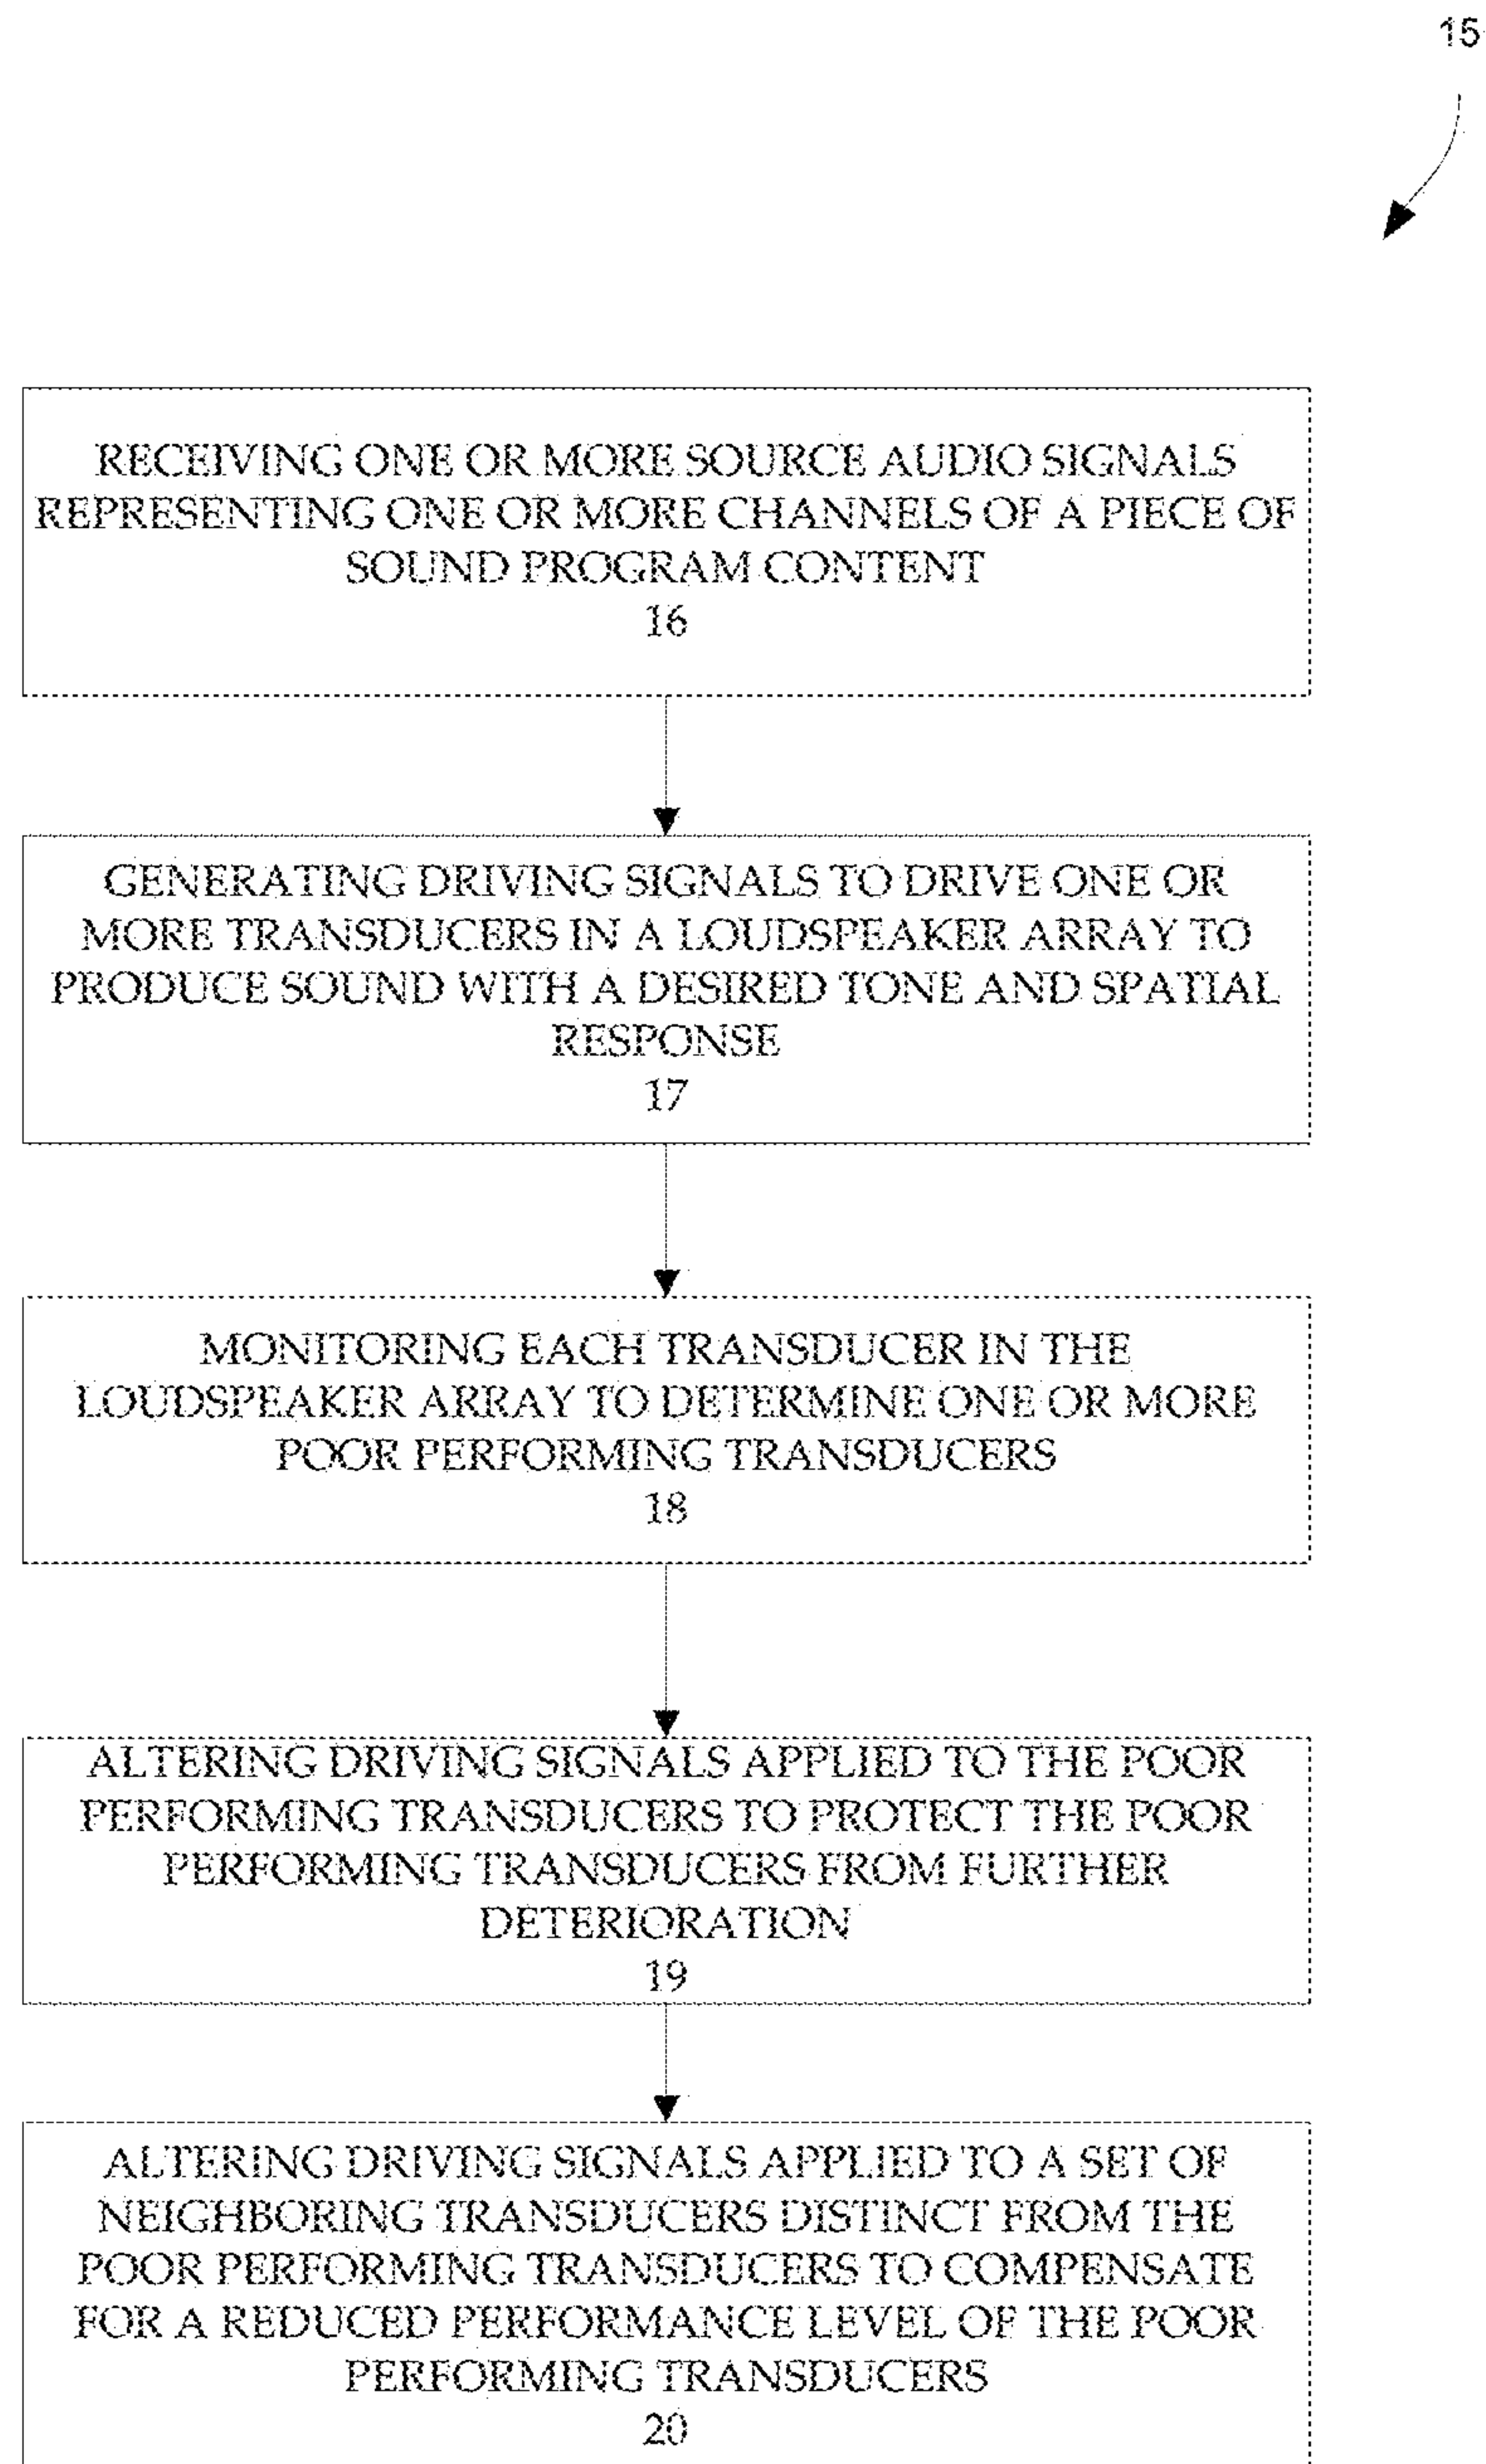 15
RECEIVING ONE OR MORE SOURCE AUDIO SIGNALS
REPRESENTING ONE OR MORE CHANNELS OF A PIECE OF
SOUND PROGRAM CONTENT
16
GENERATING DRIVING SIGNALS TO DRIVE ONE OR
MORE TRANSDUCERS IN A LOUDSPEAKER ARRAY TO
PRODUCE SOUND WITH A DESIRED TONE AND SPATIAL
RESPONSE
17
MONITORING EACH TRANSDUCER IN THE
LOUDSPEAKER ARRAY TO DETERMINE ONE OR MORE
POOR PERFORMING TRANSDUCERS
18
ALTERING DRIVING SIGNALS APPLIED TO THE POOR
PERFORMING TRANSDUCERS TO PROTECT THE POOR
PERFORMING TRANSDUCERS FROM FURTHER
DETERIORATION
19
ALTERING DRIVING SIGNALS APPLIED TO A SET OF
NEIGHBORING TRANSDUCERS DISTINCT FROM THE
POOR PERFORMING TRANSDUCERS TO COMPENSATE
FOR A REDUCED PERFORMANCE LEVEL OF THE POOR
PERFORMING TRANSDUCERS
20